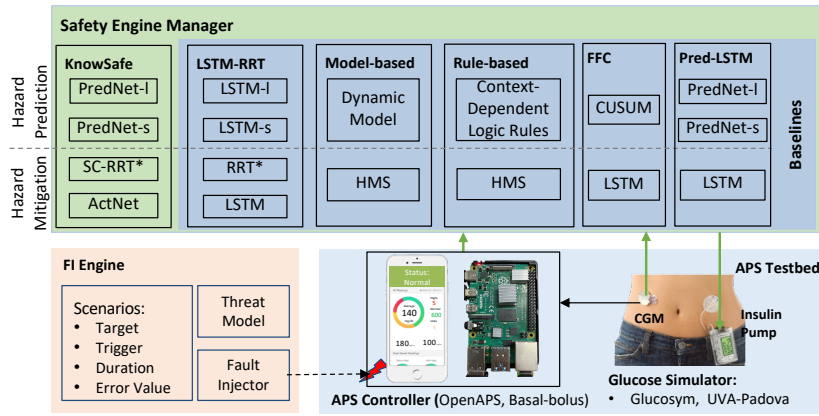 Safety Engine Manager
Hazard
Prediction
Hazard
Mitigation
KnowSafe
PredNet-l
PredNet-s
SC-RRT*
ActNet
LSTM-RRT
LSTM-l
LSTM-s
RRT*
LSTM
Model-based
Dynamic
Model
HMS
Rule-based
Context-
Dependent
Logic Rules
HMS
FFC
CUSUM
LSTM
Pred-LSTM
PredNet-l
PredNet-s
LSTM
Baselines
FI Engine
Scenarios:
• Target
• Trigger
• Duration
• Error Value
Threat
Model
Fault
Injector
Status:
Normal
140
180
100
600
APS Controller (OpenAPS, Basal-bolus)
APS Testbed
CGM
Insulin
Pump
Glucose Simulator:
• Glucosym, UVA-Padova